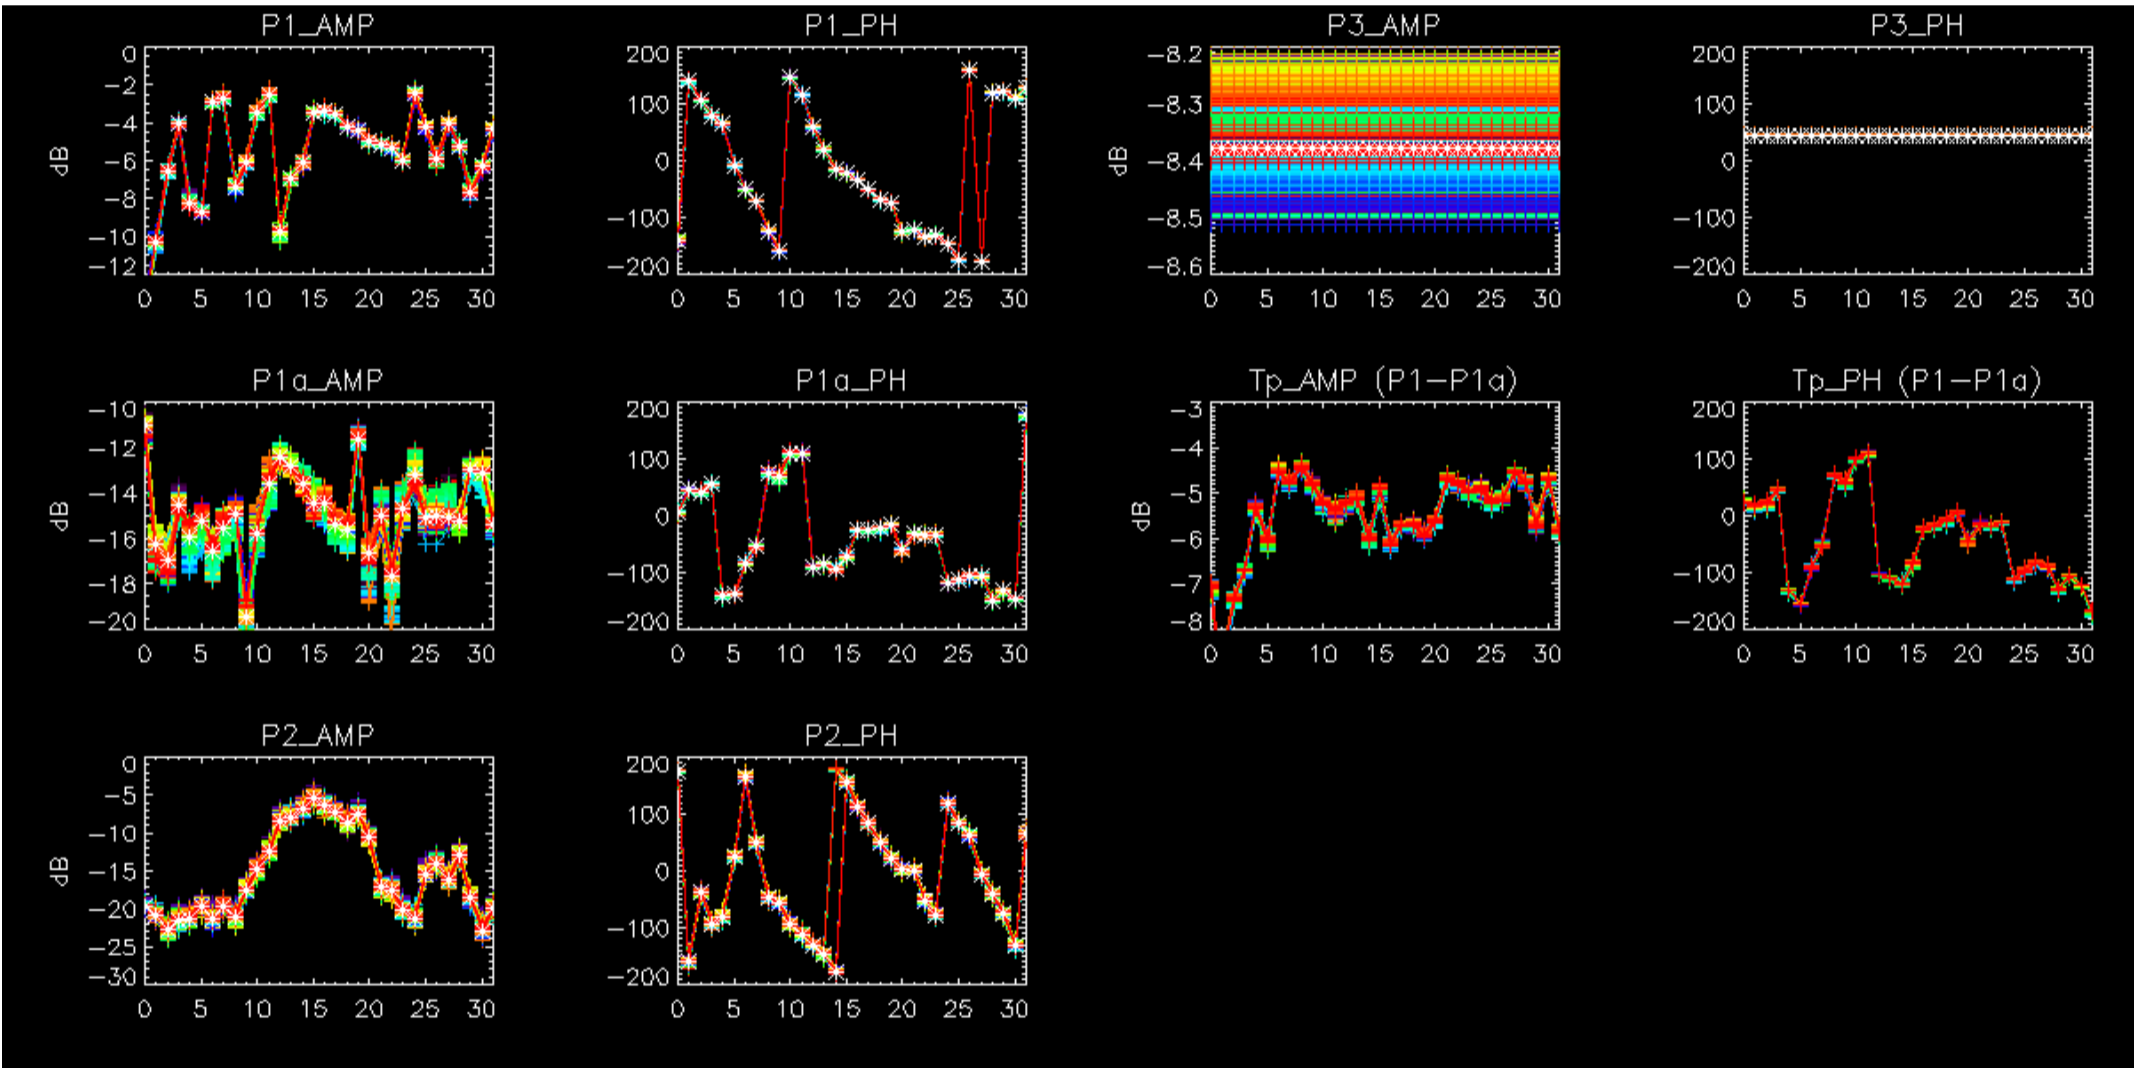 P1_AMP
0
−2
−4
−6
−8
−10
−12
dB
0 5 10 15 20 25 30
P1_PH
200
100
0
−100
−200
0 5 10 15 20 25 30
P3_AMP
−8.2
−8.3
−8.4
−8.5
−8.6
dB
0 5 10 15 20 25 30
P3_PH
200
100
0
−100
−200
0 5 10 15 20 25 30
P1a_AMP
−10
−12
−14
−16
−18
−20
dB
0 5 10 15 20 25 30
P1a_PH
200
100
0
−100
−200
0 5 10 15 20 25 30
Tp_AMP (P1−P1a)
−3
−4
−5
−6
−7
−8
dB
0 5 10 15 20 25 30
Tp_PH (P1−P1a)
200
100
0
−100
−200
0 5 10 15 20 25 30
P2_AMP
0
−5
−10
−15
−20
−25
−30
dB
0 5 10 15 20 25 30
P2_PH
200
100
0
−100
−200
0 5 10 15 20 25 30